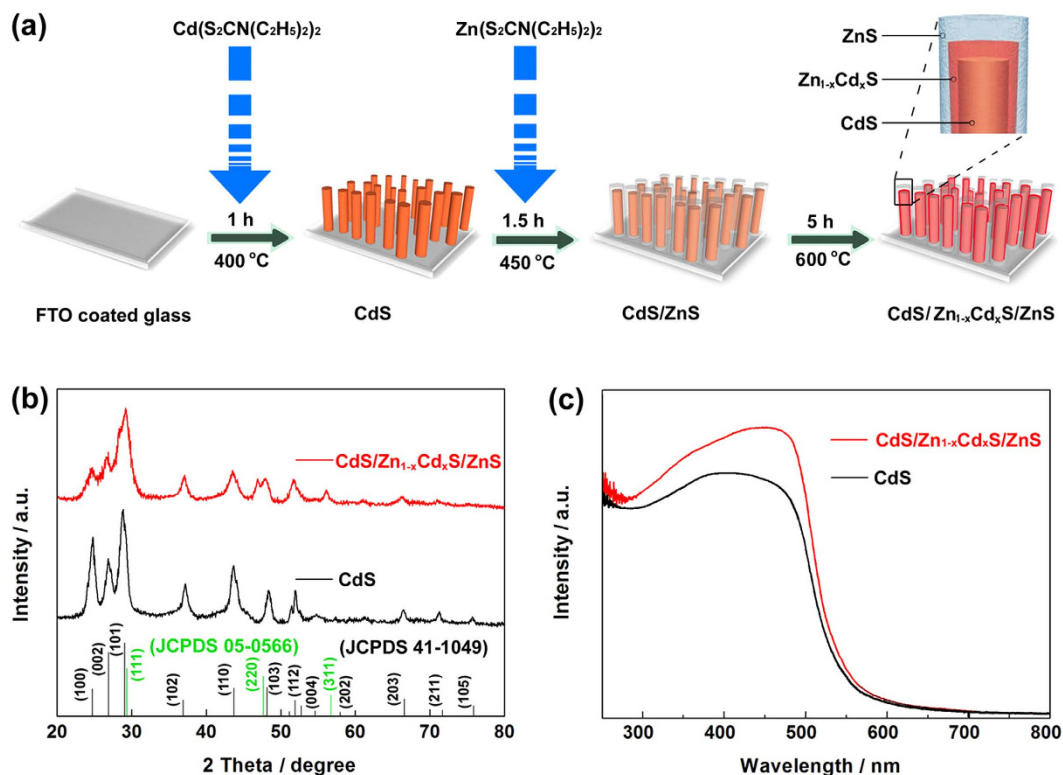 (a)
Cd(S₂CN(C₂H₅)₂)₂
Zn(S₂CN(C₂H₅)₂)₂
ZnS
Zn₁₋ₓCdₓS
CdS
1 h
400 °C
1.5 h
450 °C
5 h
600 °C
FTO coated glass
CdS
CdS/ZnS
CdS/Zn₁₋ₓCdₓS/ZnS
(b)
Intensity / a.u.
CdS/Zn₁₋ₓCdₓS/ZnS
CdS
(JCPDS 05-0566)
(JCPDS 41-1049)
(100)
(002)
(101)
(111)
(102)
(110)
(220)
(103)
(112)
(004)
(202)
(311)
(203)
(211)
(105)
20 30 40 50 60 70 80
2 Theta / degree
(c)
Intensity / a.u.
CdS/Zn₁₋ₓCdₓS/ZnS
CdS
300 400 500 600 700 800
Wavelength / nm